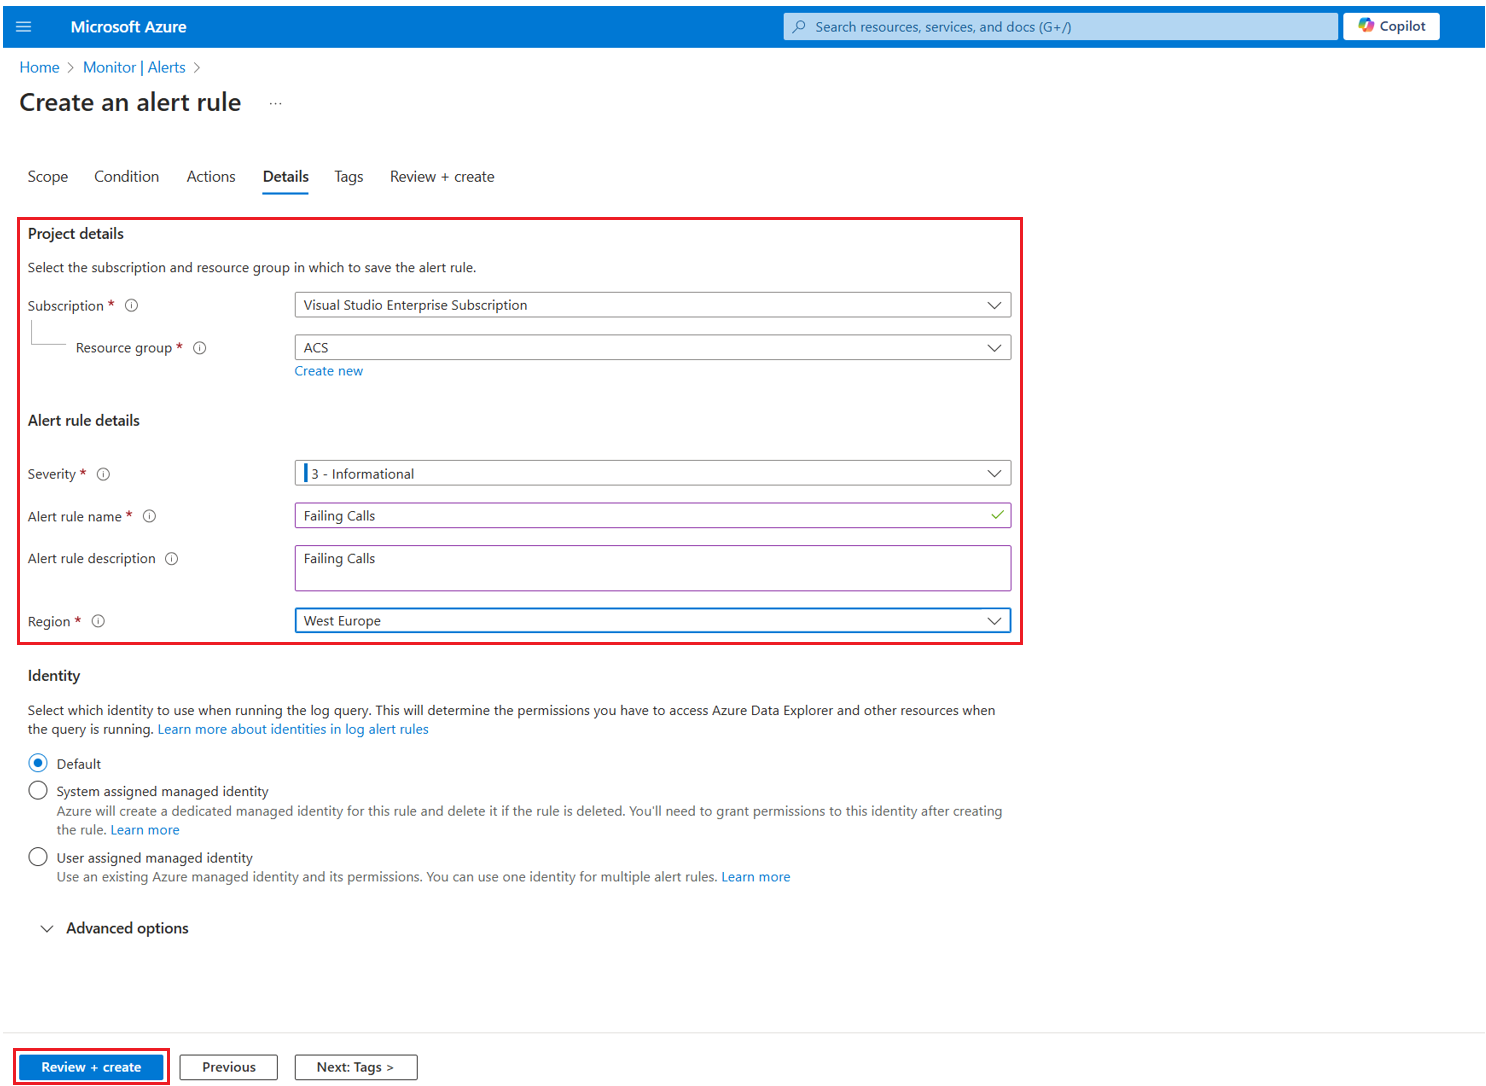 Microsoft Azure
Search resources, services, and docs (G+/)
Copilot
Home > Monitor | Alerts >
Create an alert rule ...
Scope Condition Actions Details Tags Review + create
Project details
Select the subscription and resource group in which to save the alert rule.
Subscription *
Visual Studio Enterprise Subscription
Resource group *
ACS
Create new
Alert rule details
Severity *
3 - Informational
Alert rule name *
Failing Calls
Alert rule description
Failing Calls
Region *
West Europe
Identity
Select which identity to use when running the log query. This will determine the permissions you have to access Azure Data Explorer and other resources when
the query is running. Learn more about identities in log alert rules
Default
System assigned managed identity
Azure will create a dedicated managed identity for this rule and delete it if the rule is deleted. You'll need to grant permissions to this identity after creating
the rule. Learn more
User assigned managed identity
Use an existing Azure managed identity and its permissions. You can use one identity for multiple alert rules. Learn more
Advanced options
Review + create
Previous
Next: Tags >